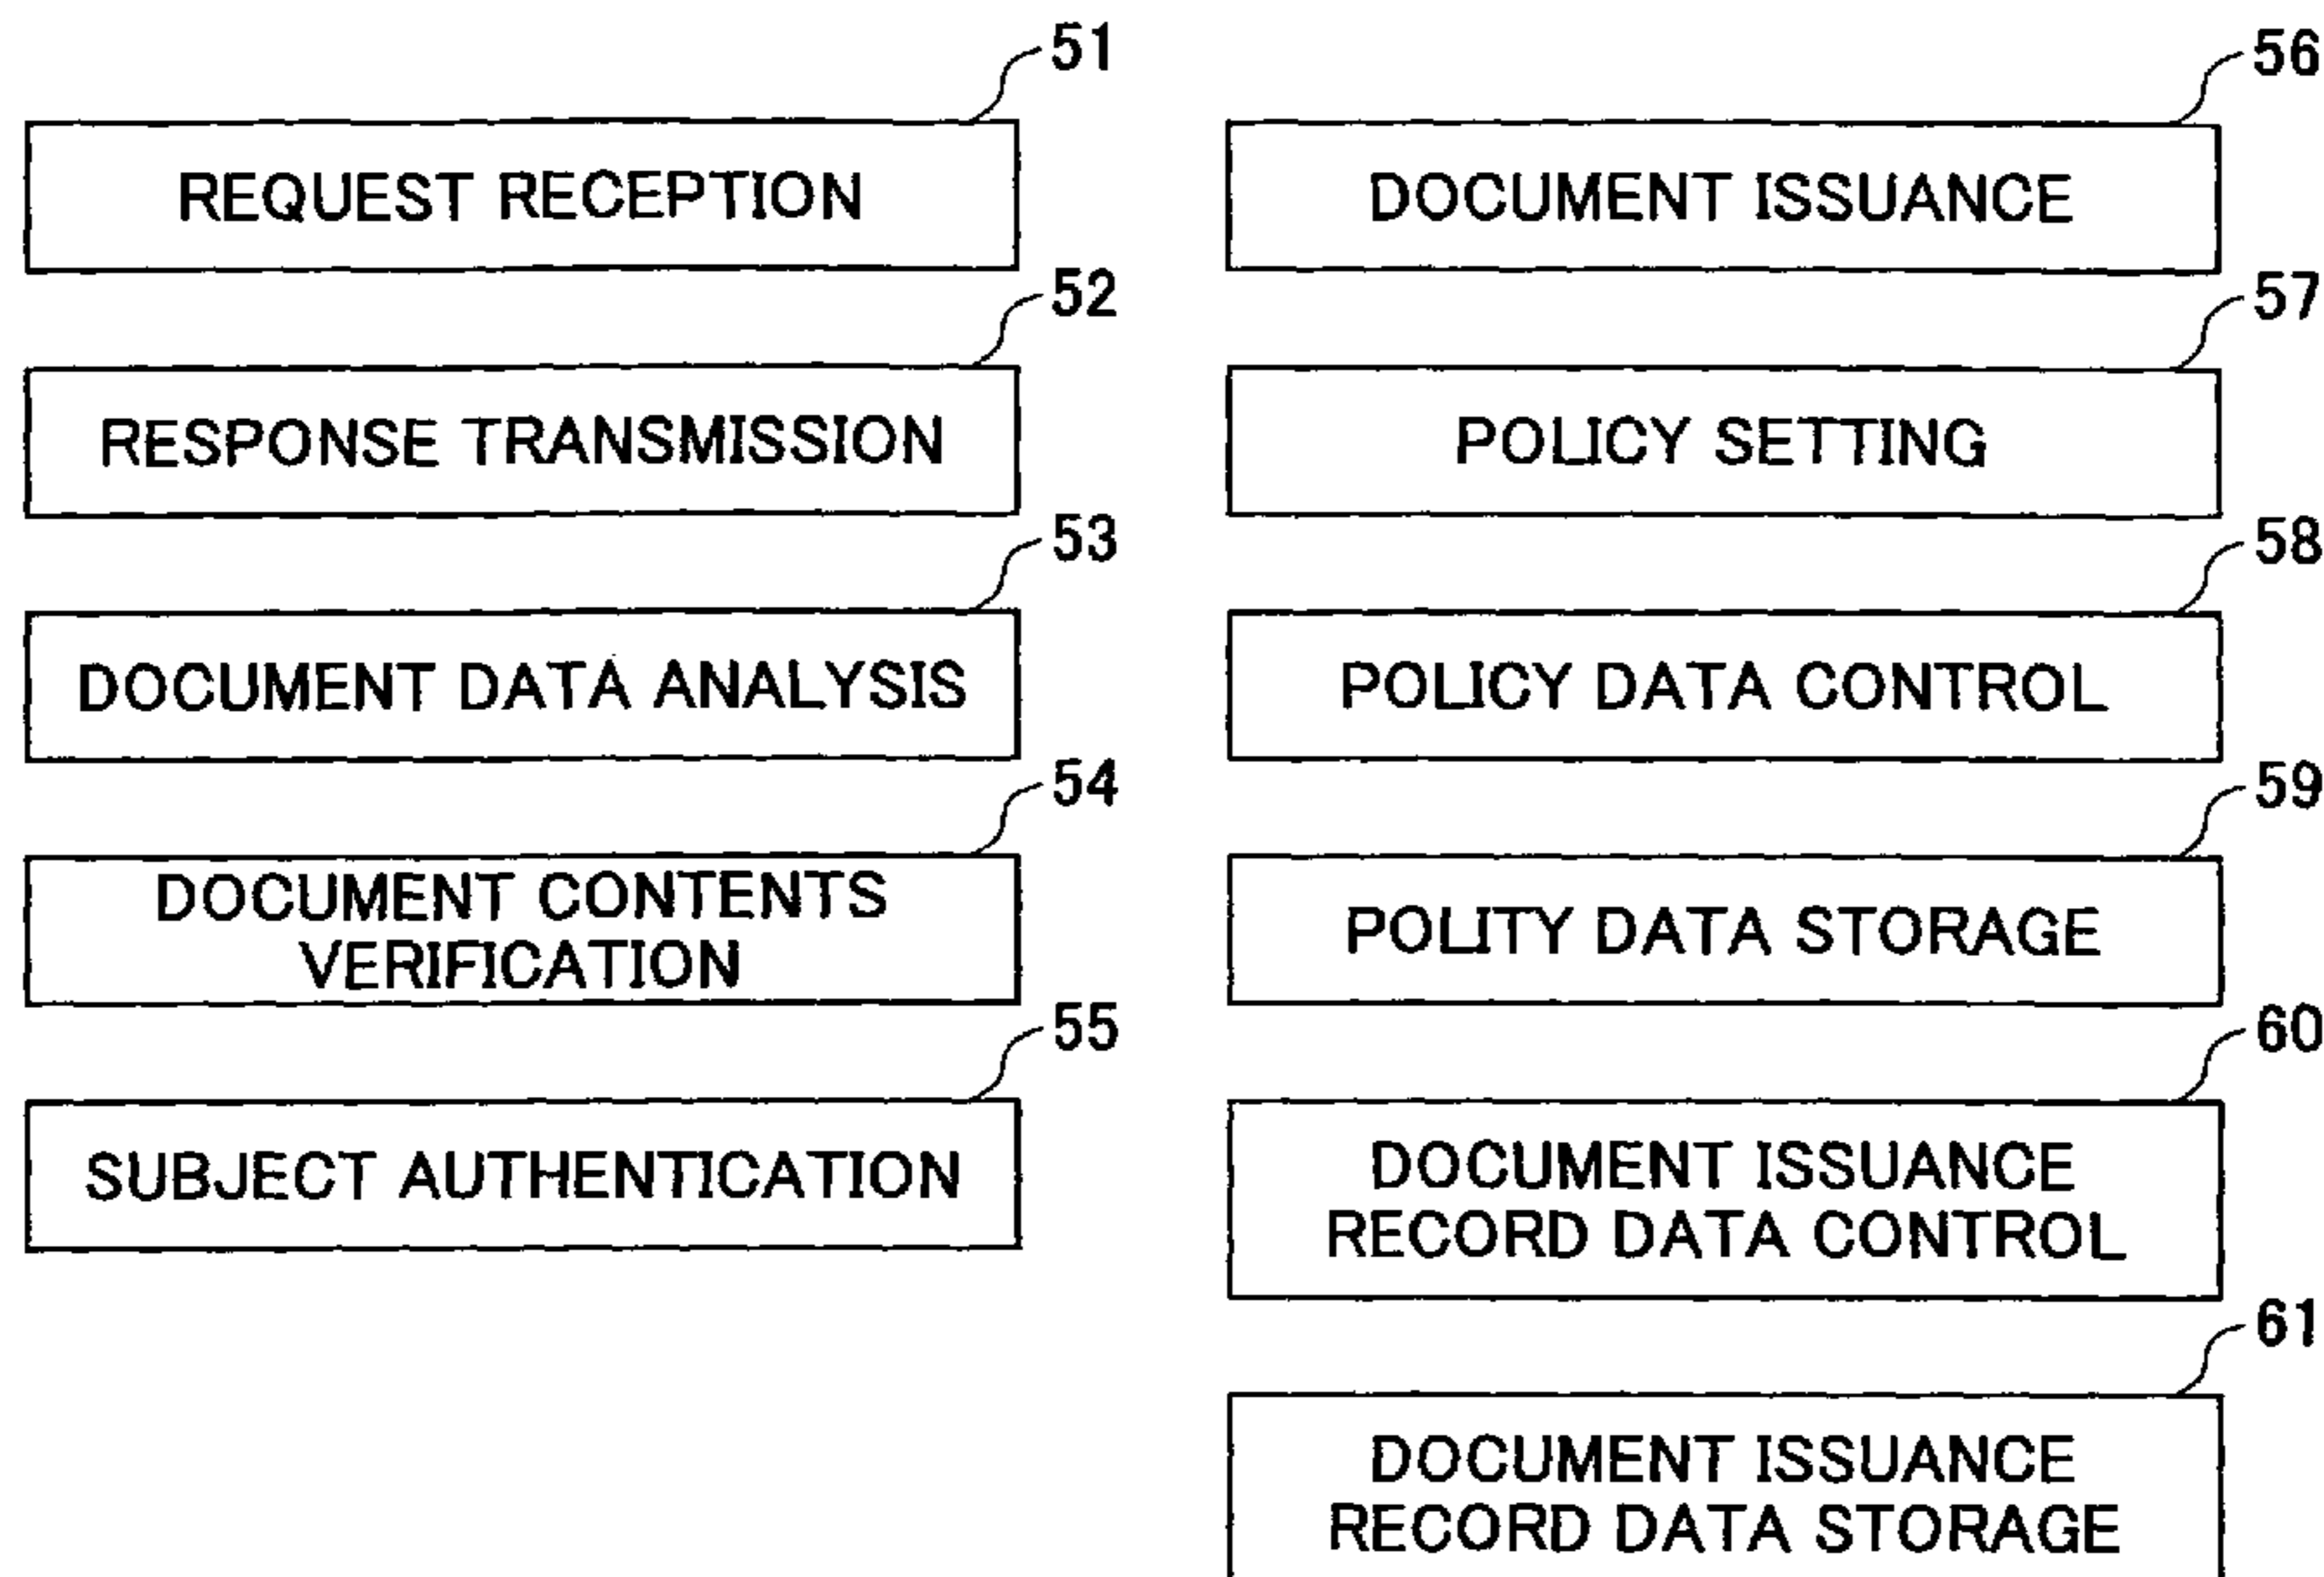 51
REQUEST RECEPTION
52
RESPONSE TRANSMISSION
53
DOCUMENT DATA ANALYSIS
54
DOCUMENT CONTENTS
VERIFICATION
55
SUBJECT AUTHENTICATION
56
DOCUMENT ISSUANCE
57
POLICY SETTING
58
POLICY DATA CONTROL
59
POLITY DATA STORAGE
60
DOCUMENT ISSUANCE
RECORD DATA CONTROL
61
DOCUMENT ISSUANCE
RECORD DATA STORAGE